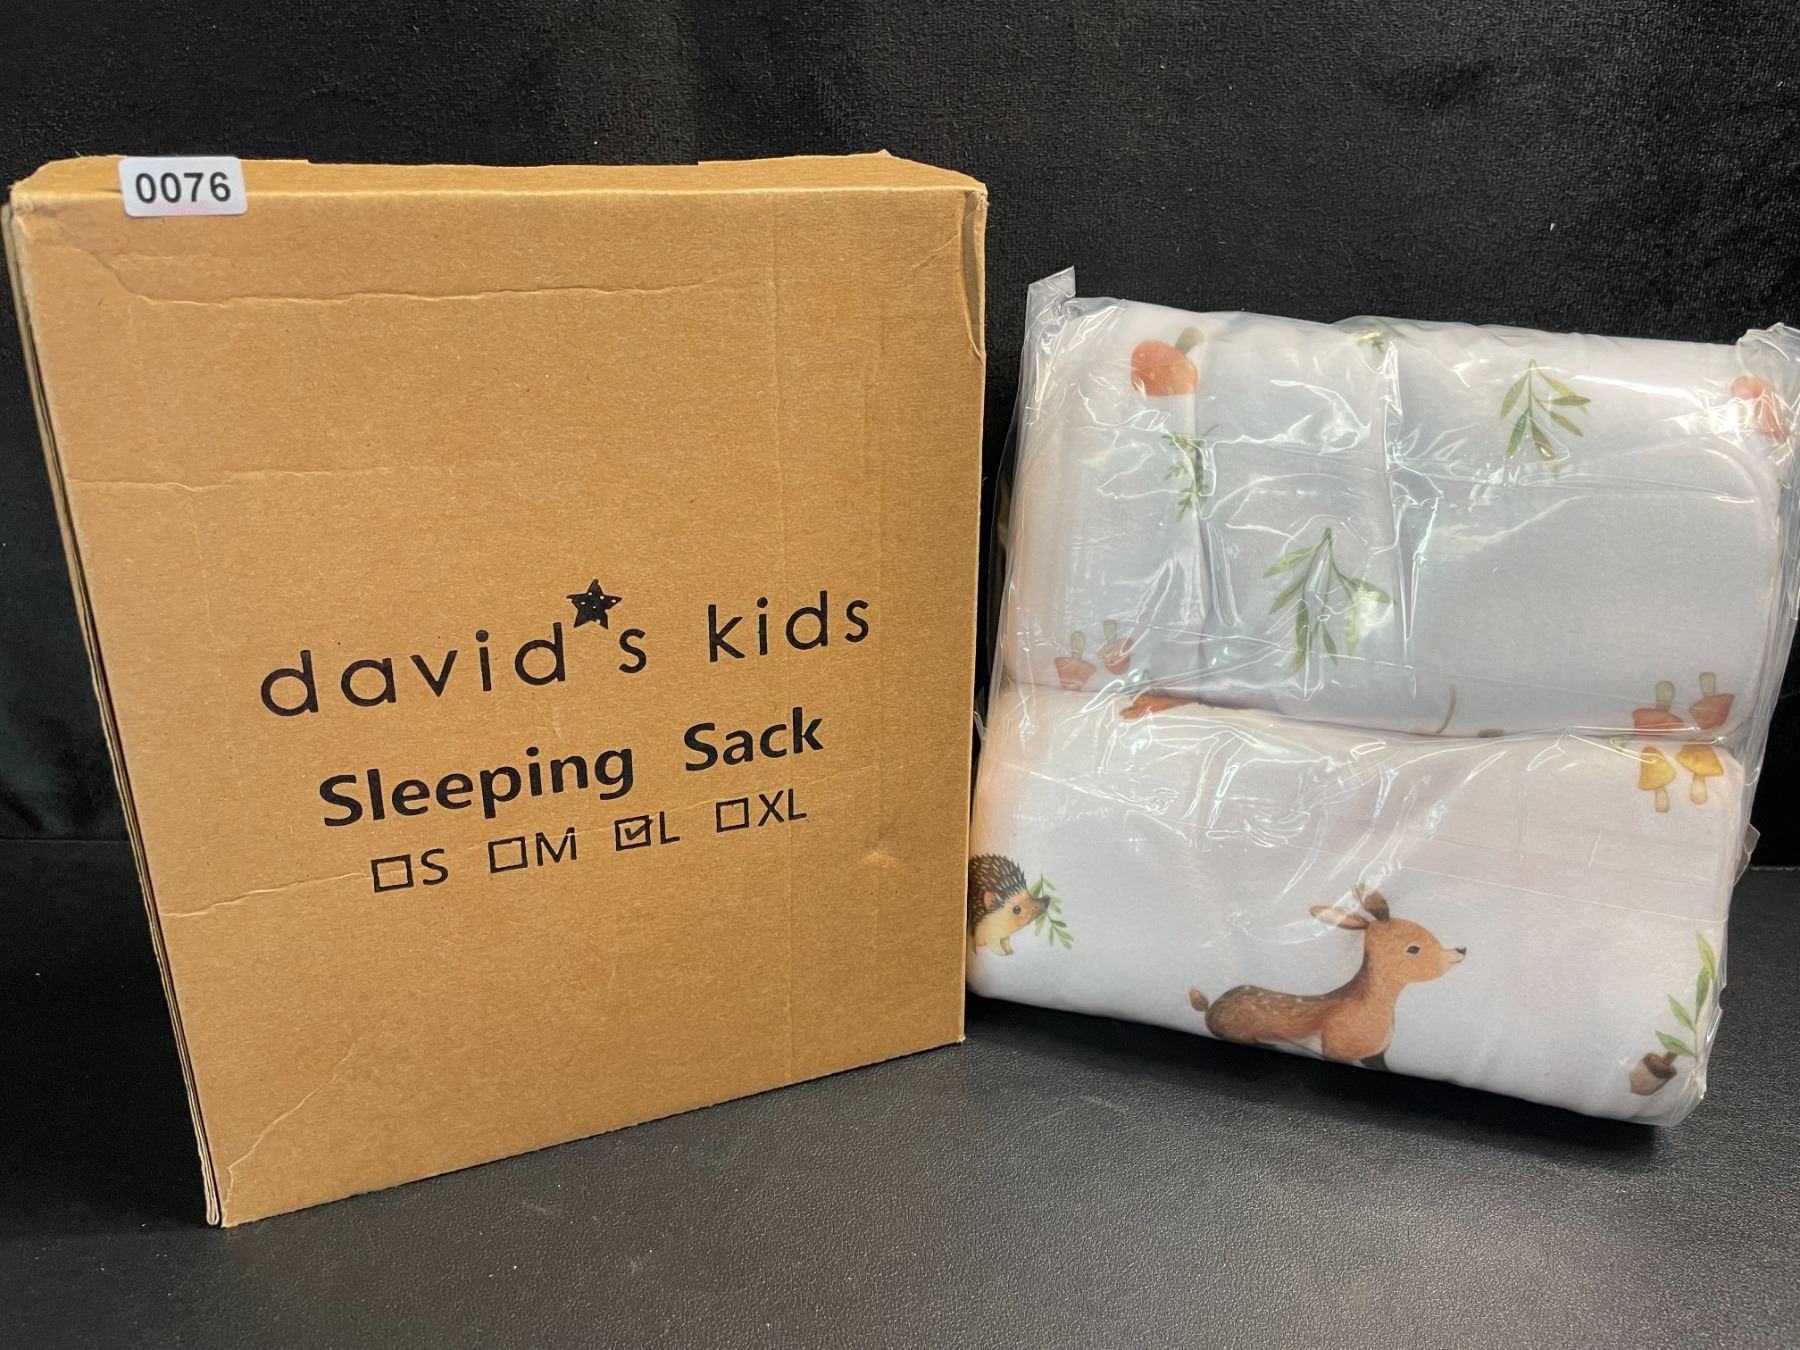 0076
david's kids
Sleeping Sack
☐S ☐M ☑L ☐XL